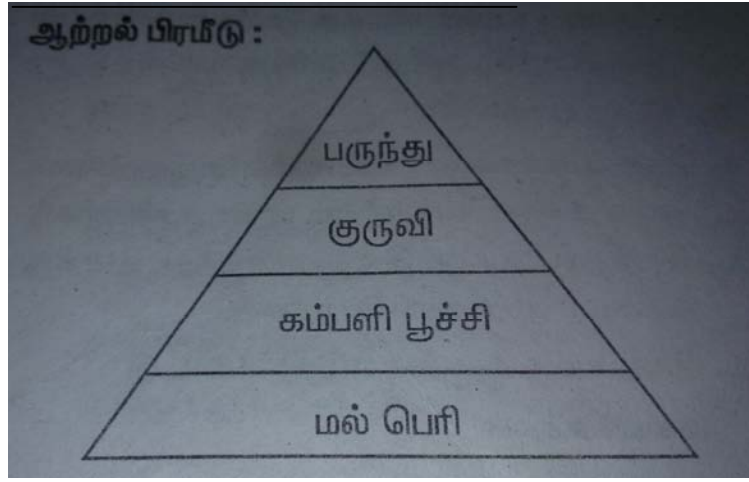 ஆற்றல் பிரமீடு :
பருந்து
குருவி
கம்பளி பூச்சி
மல் பெரி